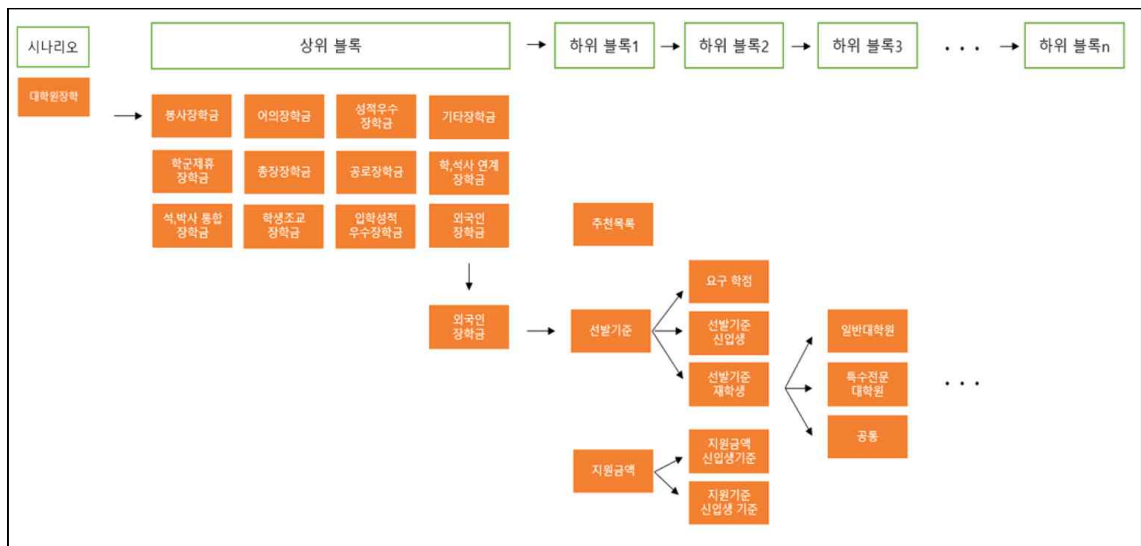 시나리오
상위 블록
하위 블록1
하위 블록2
하위 블록3
· · ·
하위 블록n
대학원장학
봉사장학금
어의장학금
성적우수
장학금
기타장학금
학군제휴
장학금
총장장학금
공로장학금
학,석사 연계
장학금
석,박사 통합
장학금
학생조교
장학금
입학성적
우수장학금
외국인
장학금
추천목록
요구 학점
외국인
장학금
선발기준
선발기준
신입생
일반대학원
선발기준
재학생
특수전문
대학원
· · ·
공통
지원금액
지원금액
신입생기준
지원기준
신입생 기준